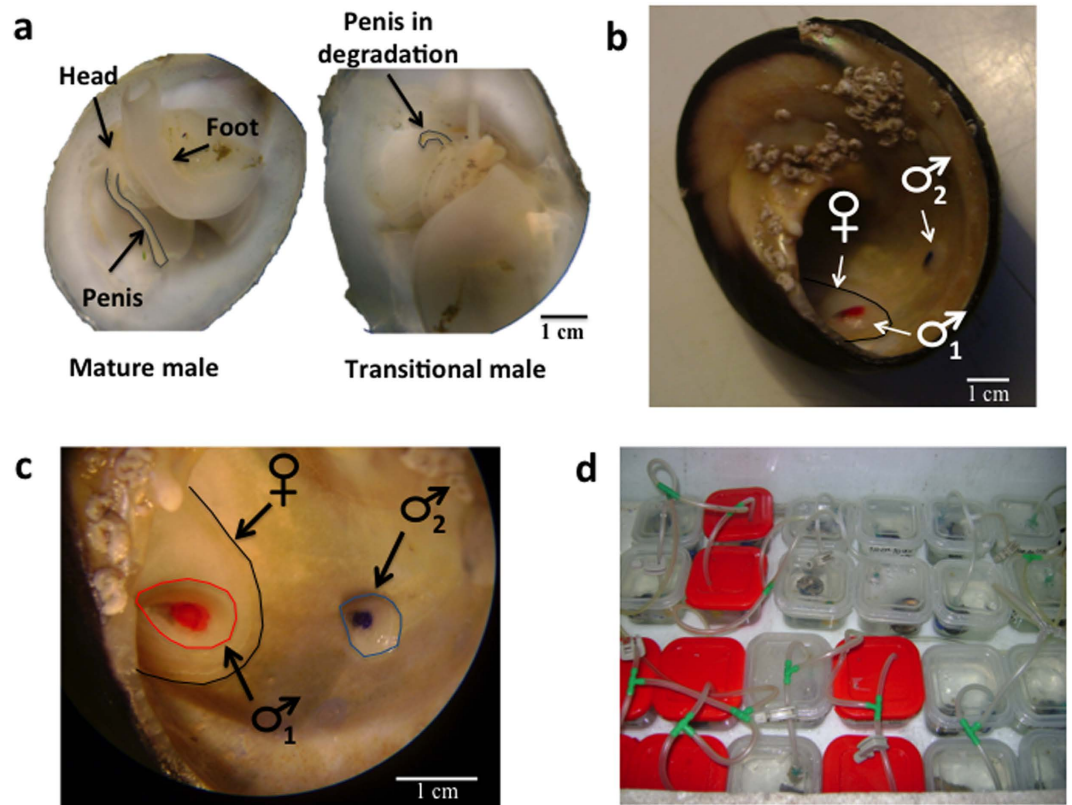 a
Head
Foot
Penis
Mature male
Penis in
degradation
1 cm
Transitional male
b
♀
♂2
♂1
1 cm
c
♀
♂2
♂1
1 cm
d